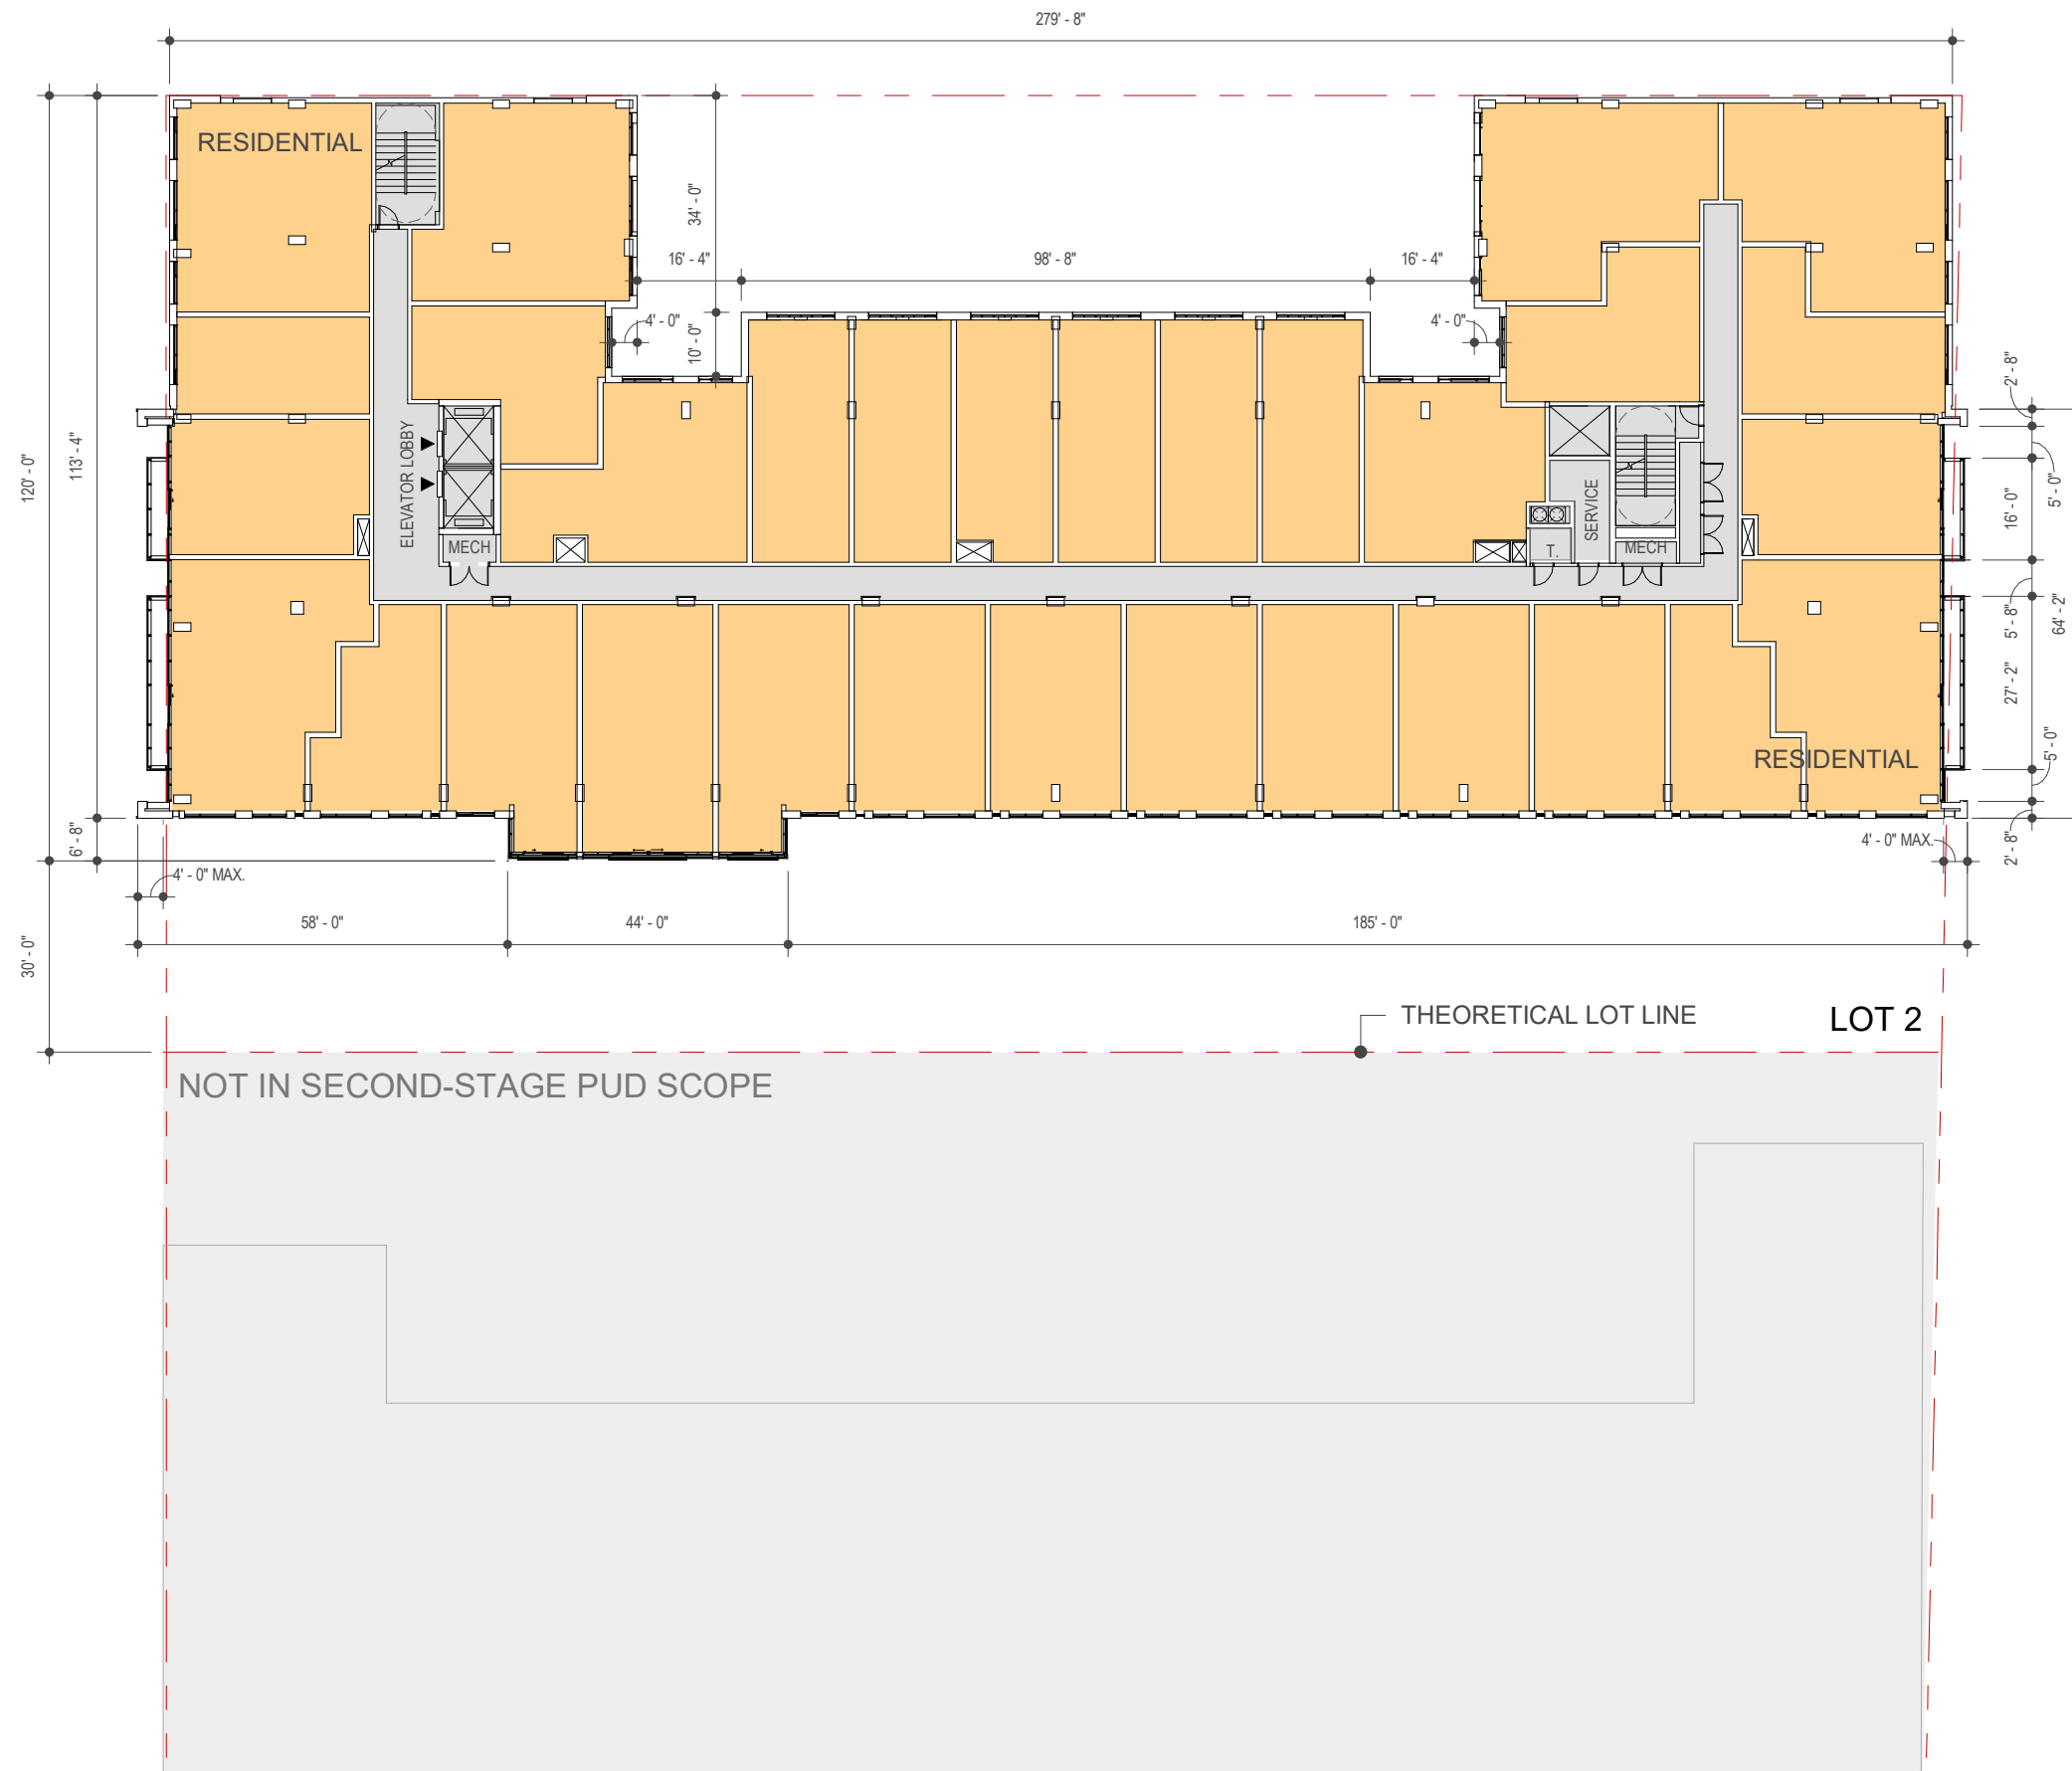 279' - 8"
RESIDENTIAL
34' - 0"
16' - 4"
98' - 8"
16' - 4"
4' - 0"
4' - 0"
10' - 0"
2' - 8"
120' - 0"
113' - 4"
ELEVATOR LOBBY
MECH
SERVICE
T.
MECH
16' - 0"
5' - 0"
5' - 8"
64' - 2"
27' - 2"
RESIDENTIAL
5' - 0"
6' - 8"
4' - 0" MAX.
2' - 8"
4' - 0" MAX.
58' - 0"
44' - 0"
185' - 0"
30' - 0"
THEORETICAL LOT LINE
LOT 2
NOT IN SECOND-STAGE PUD SCOPE